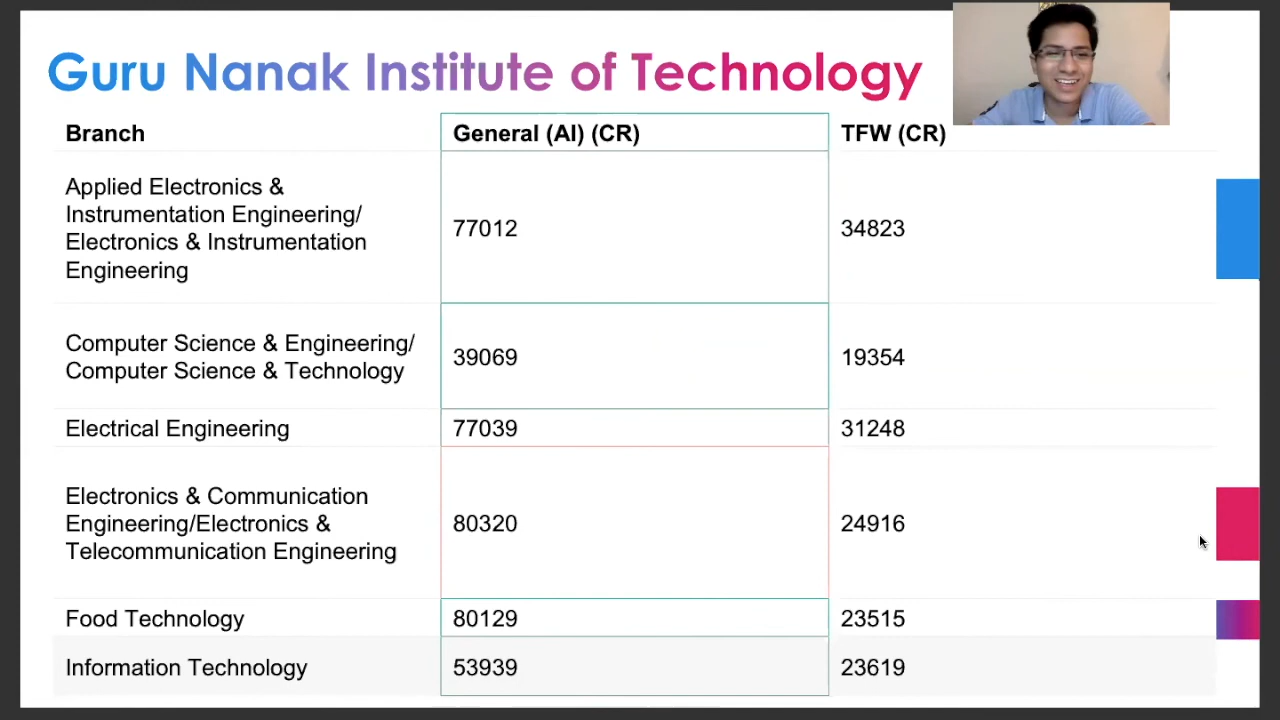 Guru Nanak Institute of Technology
Branch General (AI) (CR) TFW (CR)
Applied Electronics &
Instrumentation Engineering/
Electronics & Instrumentation
Engineering
77012 34823
Computer Science & Engineering/
Computer Science & Technology
39069 19354
Electrical Engineering 77039 31248
Electronics & Communication
Engineering/Electronics &
Telecommunication Engineering
80320 24916
Food Technology 80129 23515
Information Technology 53939 23619